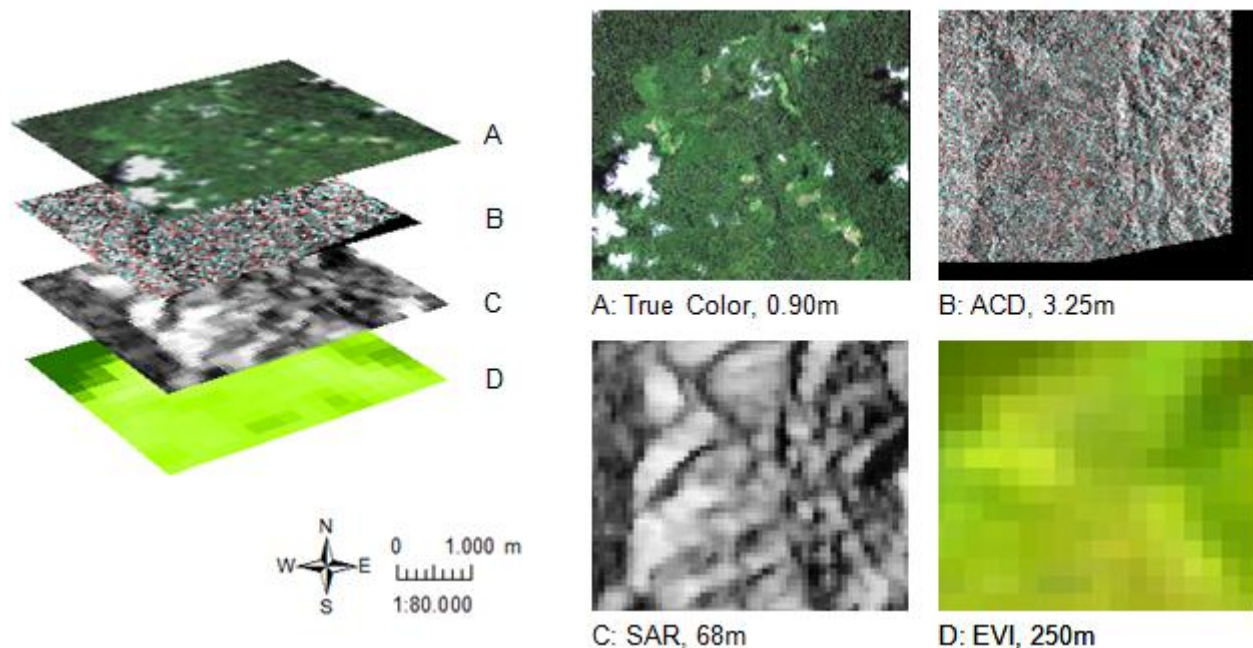 A
B
C
D
N
W E
S
0 1.000 m
1:80.000
A: True Color, 0.90m
B: ACD, 3.25m
C: SAR, 68m
D: EVI, 250m